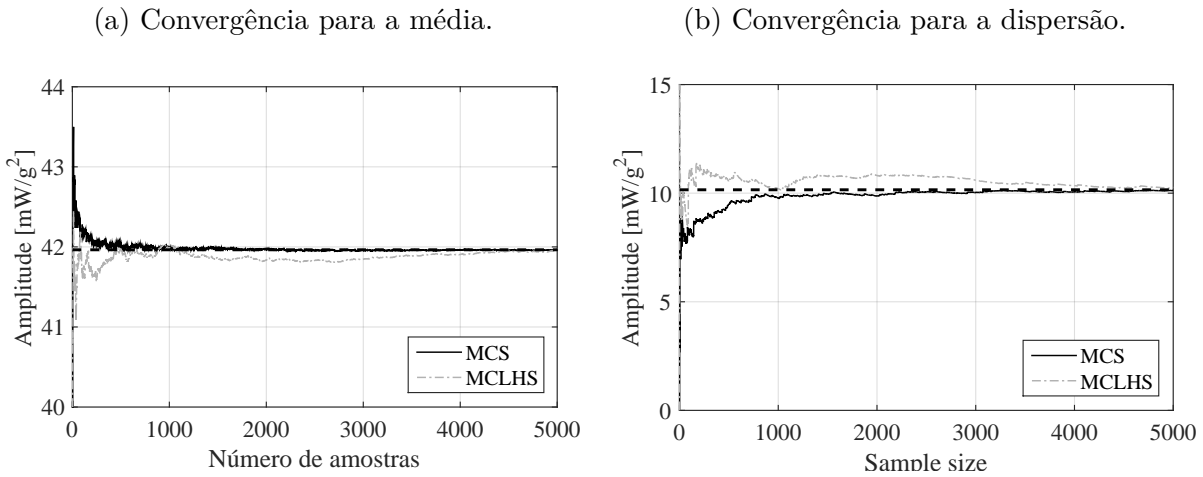 (a) Convergência para a média.
44
43
42
41
40
Amplitude [mW/g²]
MCS
MCLHS
0 1000 2000 3000 4000 5000
Número de amostras
(b) Convergência para a dispersão.
15
10
5
0
Amplitude [mW/g²]
MCS
MCLHS
0 1000 2000 3000 4000 5000
Sample size